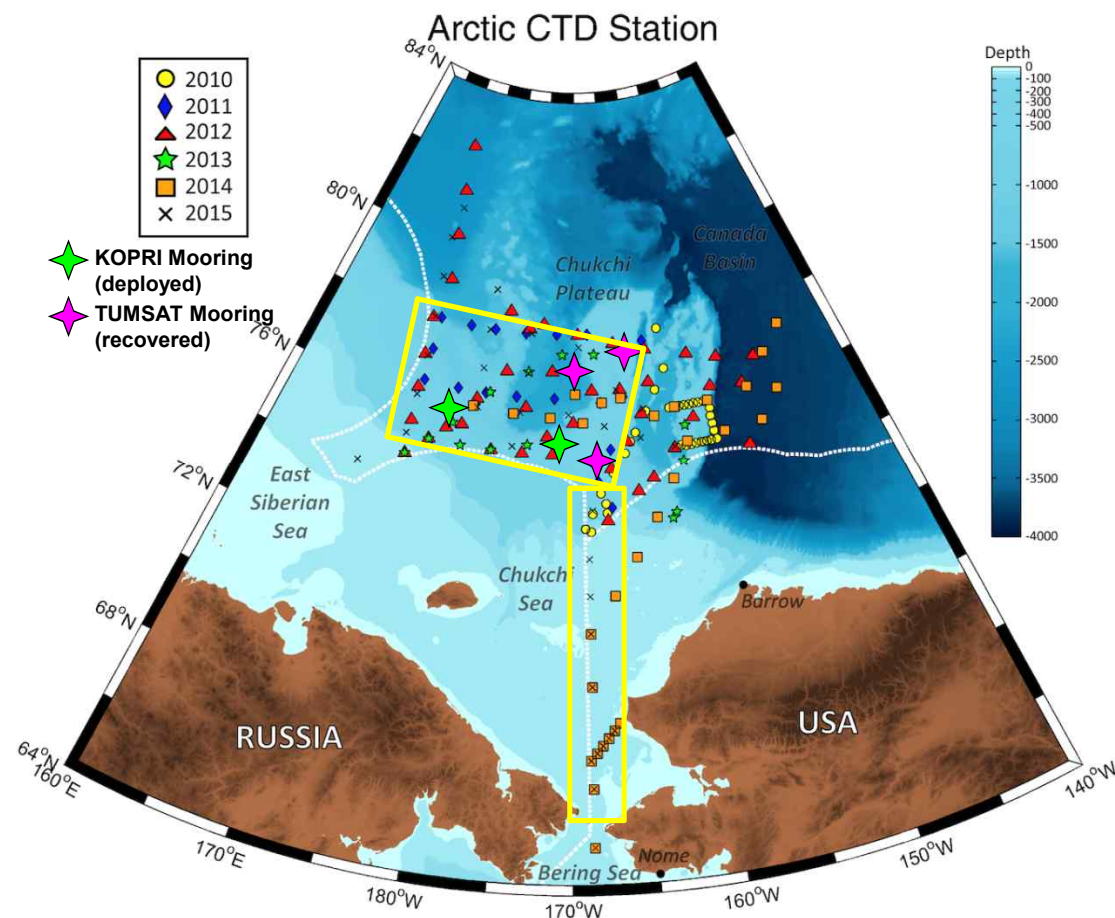 Arctic CTD Station
2010
2011
2012
2013
2014
2015
KOPRI Mooring
(deployed)
TUMSAT Mooring
(recovered)
Depth
0
-100
-200
-300
-400
-500
-1000
-1500
-2000
-2500
-3000
-3500
-4000
84°N
80°N
76°N
72°N
68°N
64°N
160°E
170°E
180°W
170°W
160°W
150°W
140°W
Canada
Basin
Chukchi
Plateau
East
Siberian
Sea
Chukchi
Sea
Barrow
RUSSIA
USA
Nome
Bering Sea